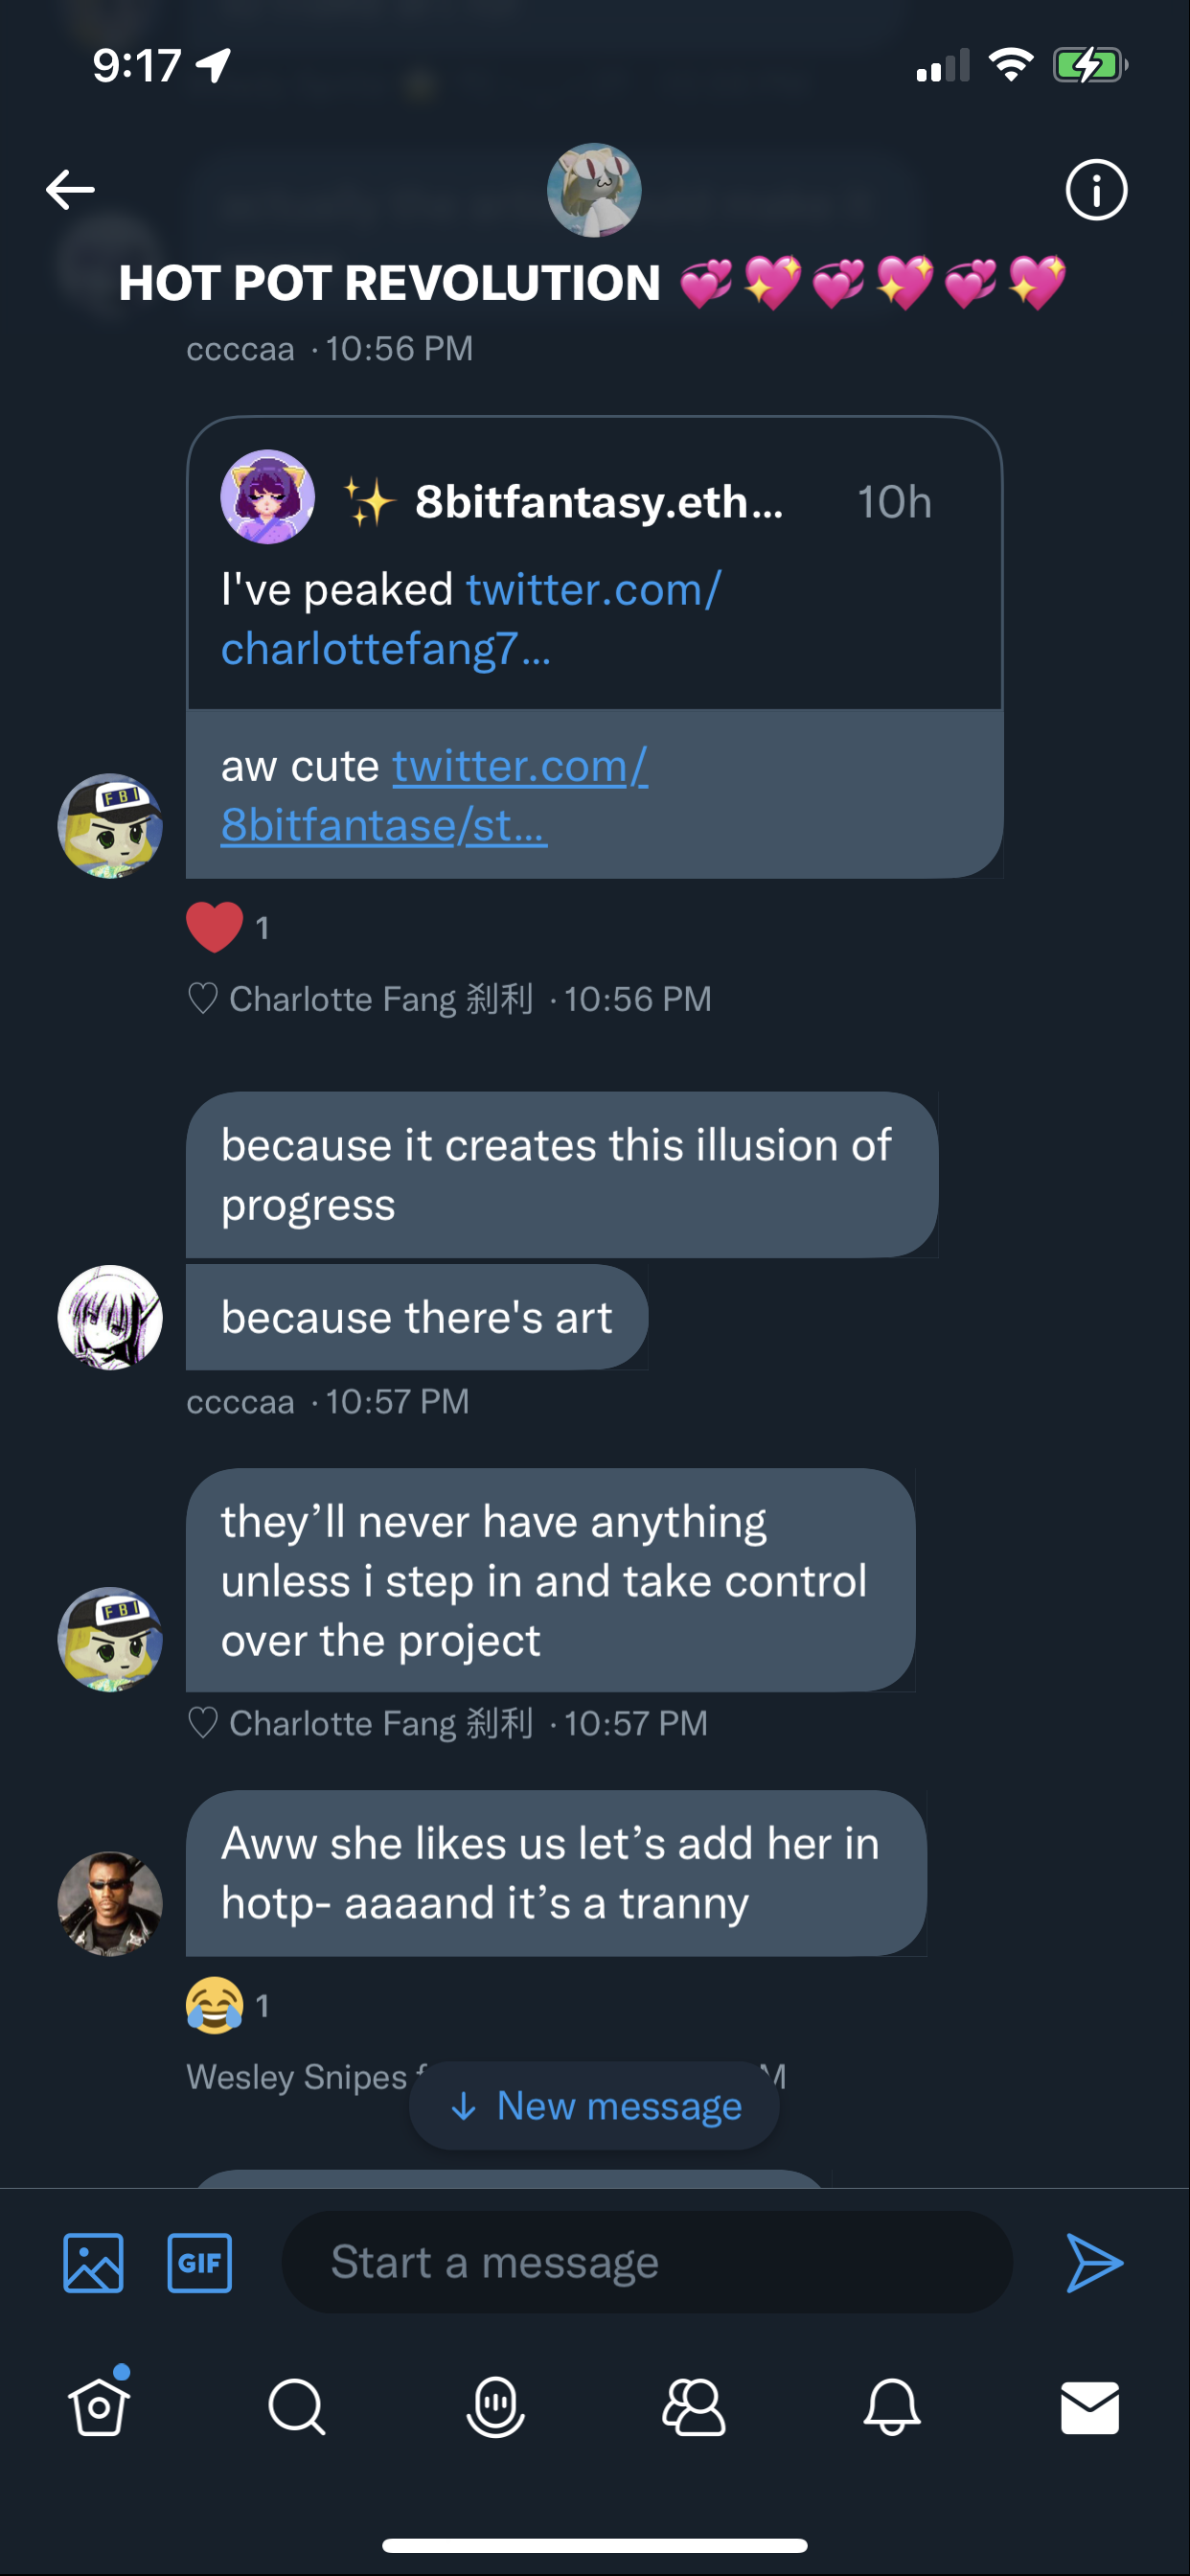 9:17
HOT POT REVOLUTION 💞💖💞💖💞💖
ccccaa · 10:56 PM
✨ 8bitfantasy.eth... 10h
I've peaked twitter.com/
charlottefang7...
aw cute twitter.com/
8bitfantase/st...
FBI
❤️ 1
♡ Charlotte Fang 刹利 · 10:56 PM
because it creates this illusion of
progress
because there's art
ccccaa · 10:57 PM
they’ll never have anything
unless i step in and take control
over the project
FBI
♡ Charlotte Fang 刹利 · 10:57 PM
Aww she likes us let’s add her in
hotp- aaaand it’s a tranny
😂 1
Wesley Snipes
↓ New message
GIF
Start a message